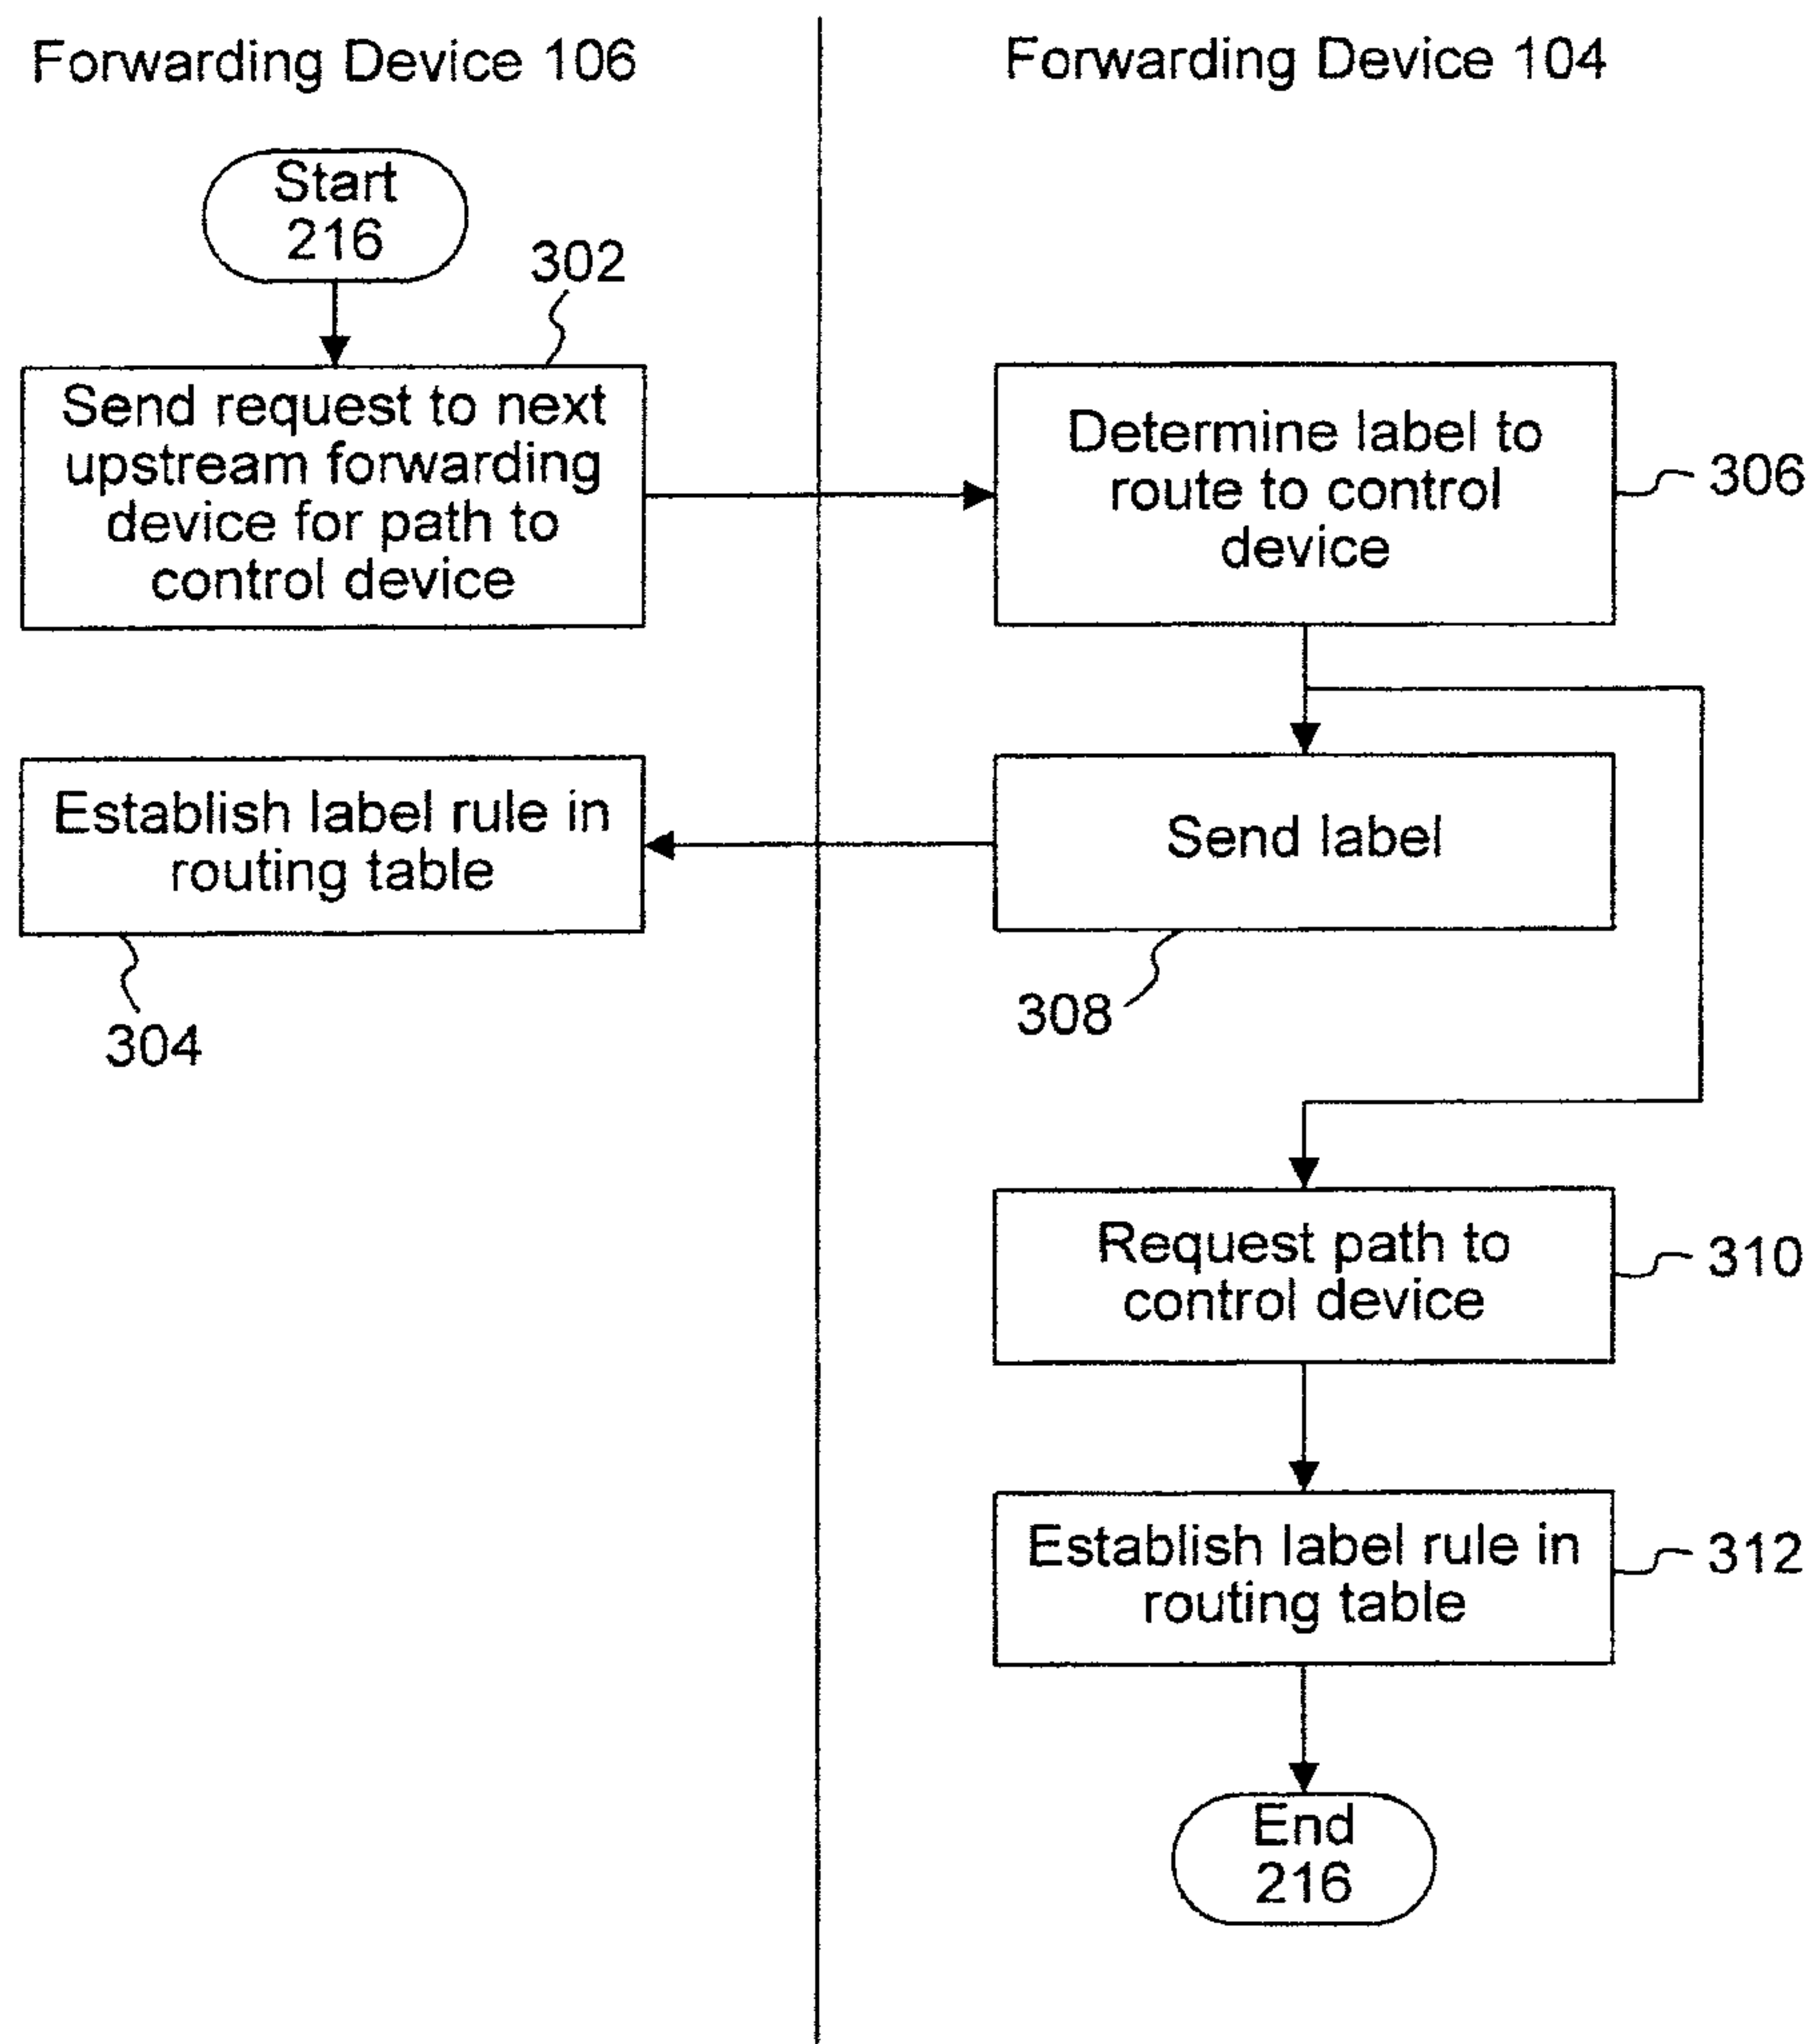 Forwarding Device 106
Forwarding Device 104
Start
216
302
Send request to next
upstream forwarding
device for path to
control device
Determine label to
route to control
device
306
Establish label rule in
routing table
304
Send label
308
Request path to
control device
310
Establish label rule in
routing table
312
End
216